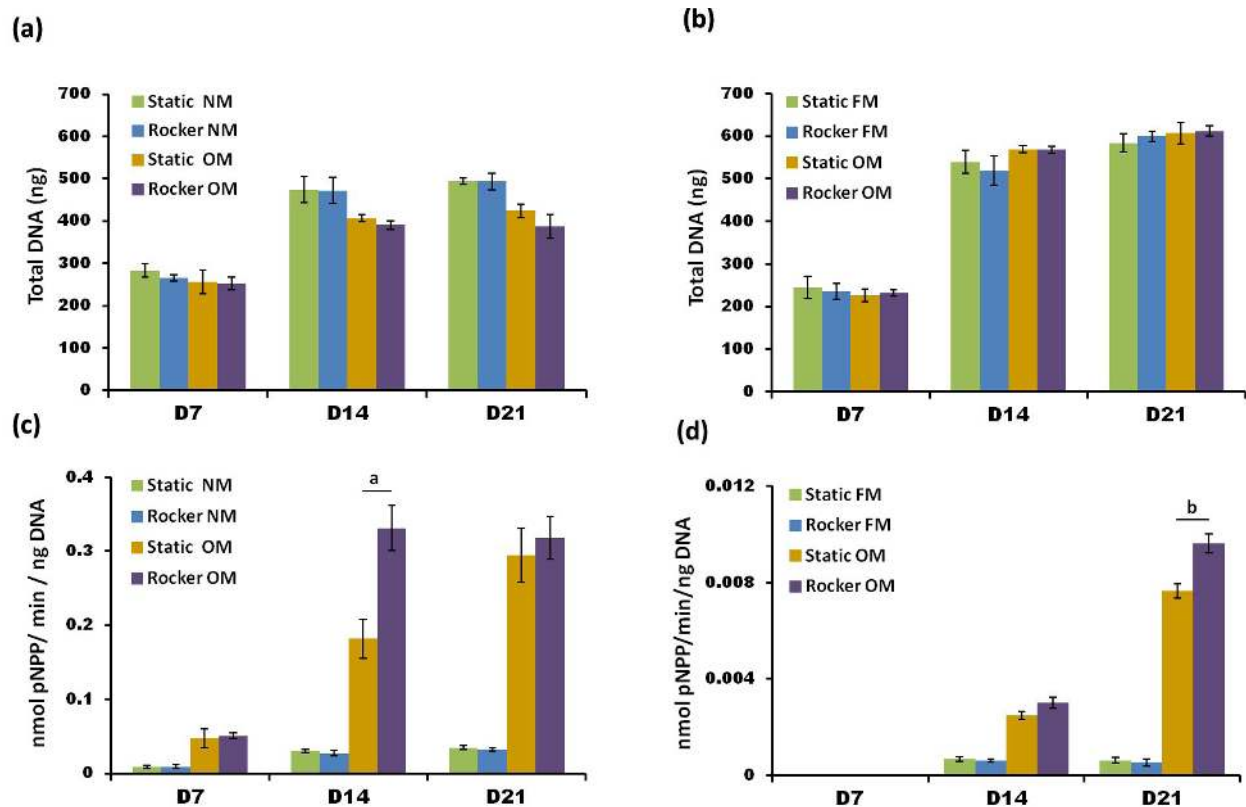 (a)
Total DNA (ng)
700
600
500
400
300
200
100
0
Static NM
Rocker NM
Static OM
Rocker OM
D7 D14 D21
(b)
Total DNA (ng)
700
600
500
400
300
200
100
0
Static FM
Rocker FM
Static OM
Rocker OM
D7 D14 D21
(c)
nmol pNPP/ min / ng DNA
0.4
0.3
0.2
0.1
0
Static NM
Rocker NM
Static OM
Rocker OM
a
D7 D14 D21
(d)
nmol pNPP/min/ng DNA
0.012
0.008
0.004
0
Static FM
Rocker FM
Static OM
Rocker OM
b
D7 D14 D21